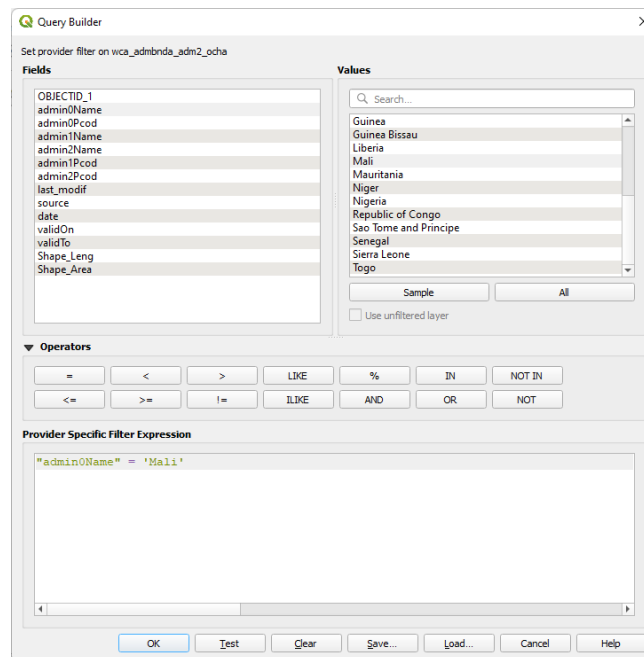 Query Builder
Set provider filter on wca_admbnda_adm2_ocha
Fields
OBJECTID_1
admin0Name
admin0Pcod
admin1Name
admin2Name
admin1Pcod
admin2Pcod
last_modif
source
date
validOn
validTo
Shape_Leng
Shape_Area
Values
Search...
Guinea
Guinea Bissau
Liberia
Mali
Mauritania
Niger
Nigeria
Republic of Congo
Sao Tome and Principe
Senegal
Sierra Leone
Togo
Sample All
Use unfiltered layer
Operators
= < > LIKE % IN NOT IN
<= >= != ILIKE AND OR NOT
Provider Specific Filter Expression
"admin0Name" = 'Mali'
OK Test Clear Save... Load... Cancel Help